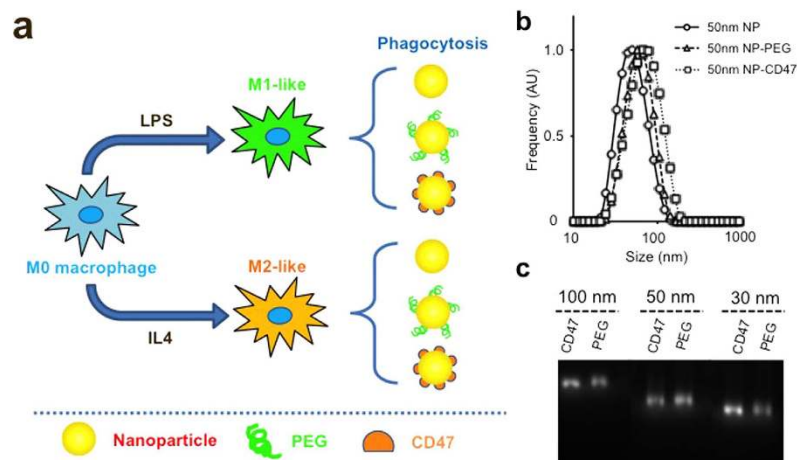 a
Phagocytosis
M1-like
LPS
M0 macrophage
M2-like
IL4
Nanoparticle
PEG
CD47
b
50nm NP
50nm NP-PEG
50nm NP-CD47
Frequency (AU)
1.0
0.5
0
10
100
1000
Size (nm)
c
100 nm
50 nm
30 nm
CD47
PEG
CD47
PEG
CD47
PEG